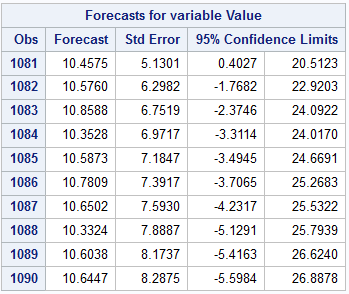 Forecasts for variable Value
Obs Forecast Std Error 95% Confidence Limits
1081 10.4575 5.1301 0.4027 20.5123
1082 10.5760 6.2982 -1.7682 22.9203
1083 10.8588 6.7519 -2.3746 24.0922
1084 10.3528 6.9717 -3.3114 24.0170
1085 10.5873 7.1847 -3.4945 24.6691
1086 10.7809 7.3917 -3.7065 25.2683
1087 10.6502 7.5930 -4.2317 25.5322
1088 10.3324 7.8887 -5.1291 25.7939
1089 10.6038 8.1737 -5.4163 26.6240
1090 10.6447 8.2875 -5.5984 26.8878